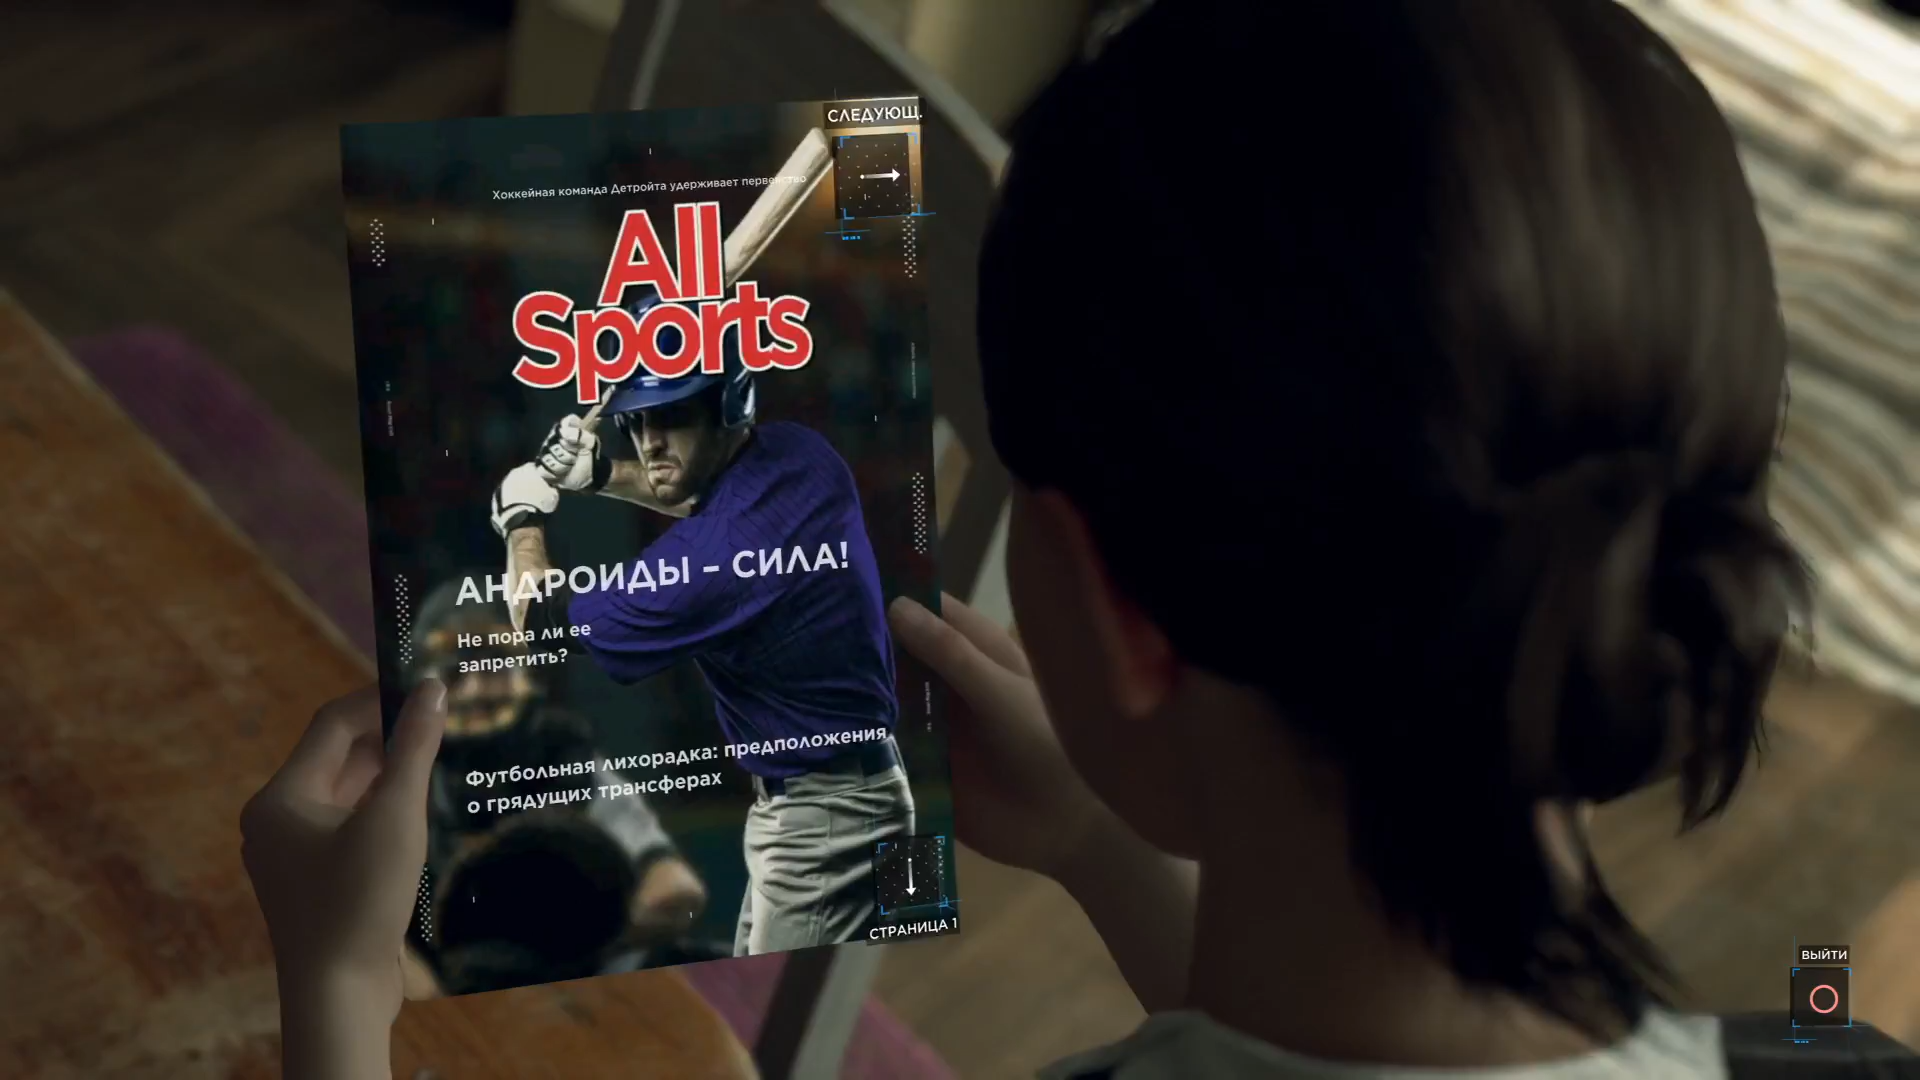 СЛЕДУЮЩ.
Хоккейная команда Детройта удерживает первенство
All
Sports
АНДРОИДЫ – СИЛА!
Не пора ли ее
запретить?
Футбольная лихорадка: предположения
о грядущих трансферах
СТРАНИЦА 1
ВЫЙТИ